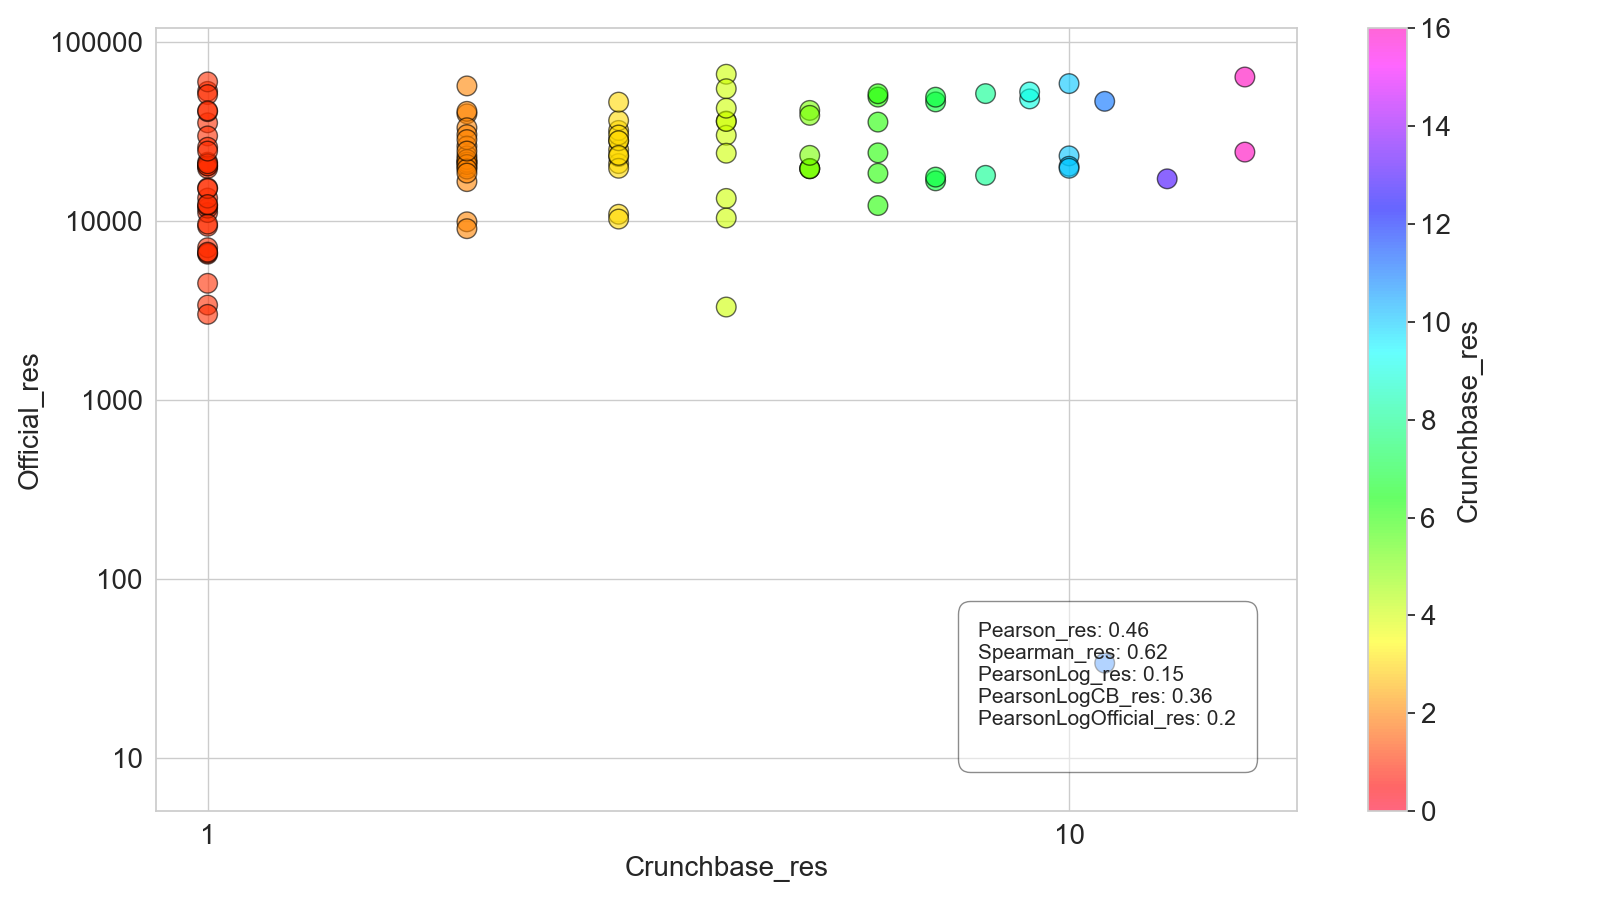 100000
10000
1000
100
10
Official_res
1
10
Crunchbase_res
Pearson_res: 0.46
Spearman_res: 0.62
PearsonLog_res: 0.15
PearsonLogCB_res: 0.36
PearsonLogOfficial_res: 0.2
16
14
12
10
8
6
4
2
0
Crunchbase_res